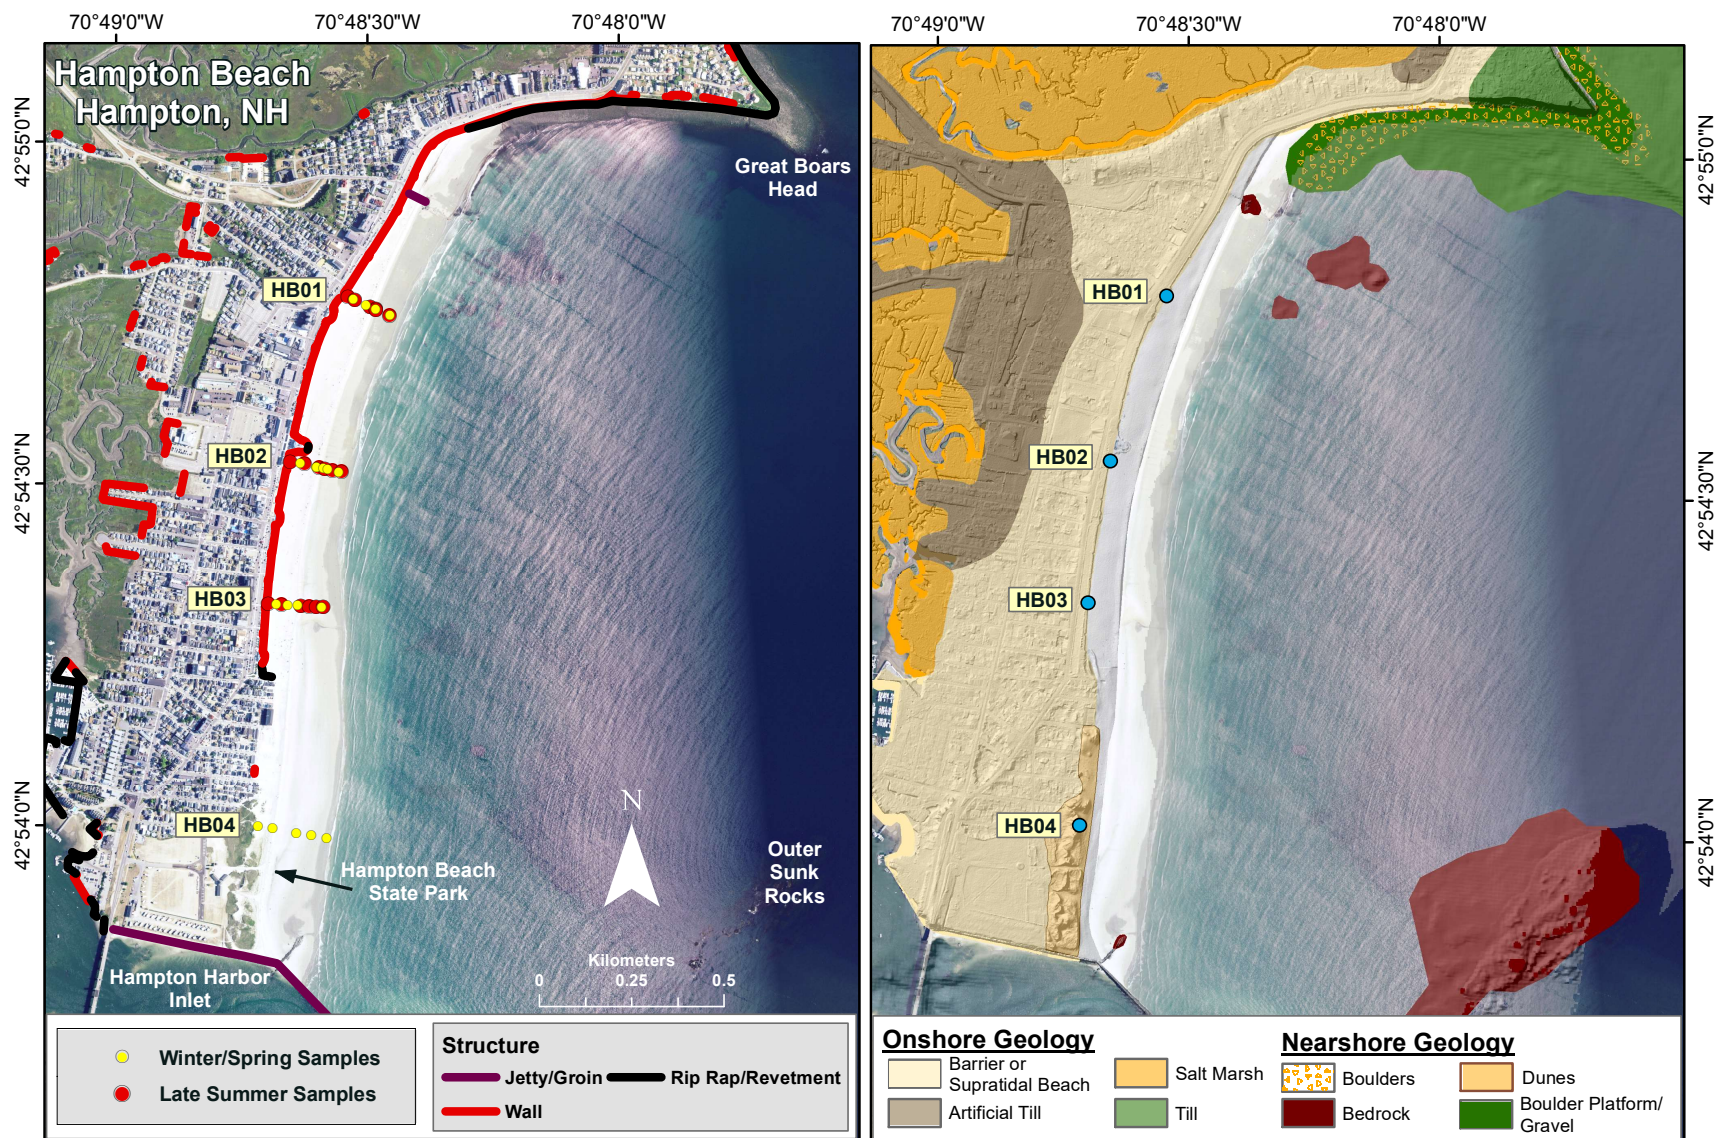 70°49'0"W
70°48'30"W
70°48'0"W
70°49'0"W
70°48'30"W
70°48'0"W
Hampton Beach
Hampton, NH
Great Boars
Head
42°55'0"N
42°54'30"N
42°54'0"N
HB01
HB02
HB03
HB04
Hampton Beach
State Park
N
Outer
Sunk
Rocks
Hampton Harbor
Inlet
Kilometers
0 0.25 0.5
HB01
HB02
HB03
HB04
42°55'0"N
42°54'30"N
42°54'0"N
Winter/Spring Samples
Late Summer Samples
Structure
Jetty/Groin
Rip Rap/Revetment
Wall
Onshore Geology
Barrier or
Supratidal Beach
Salt Marsh
Artificial Till
Till
Nearshore Geology
Boulders
Dunes
Bedrock
Boulder Platform/
Gravel